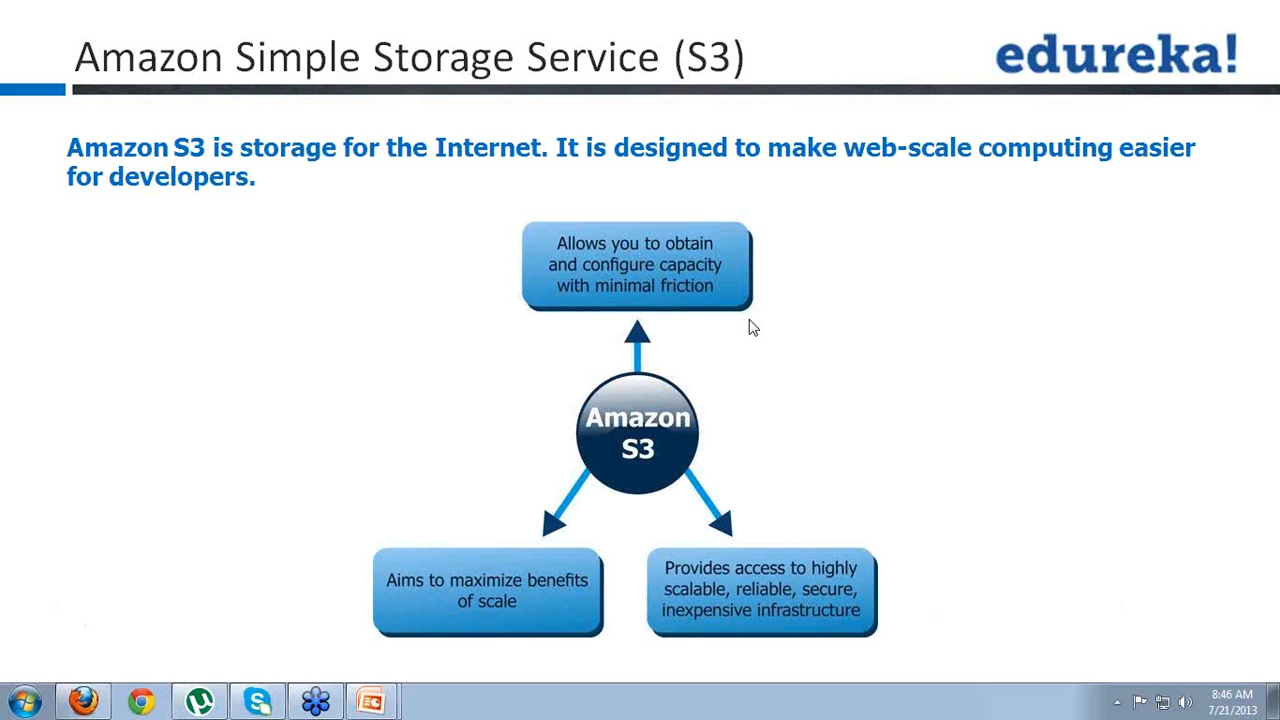 Amazon Simple Storage Service (S3)
edureka!
Amazon S3 is storage for the Internet. It is designed to make web-scale computing easier
for developers.
Allows you to obtain
and configure capacity
with minimal friction
Amazon
S3
Aims to maximize benefits
of scale
Provides access to highly
scalable, reliable, secure,
inexpensive infrastructure
8:46 AM
7/21/2013